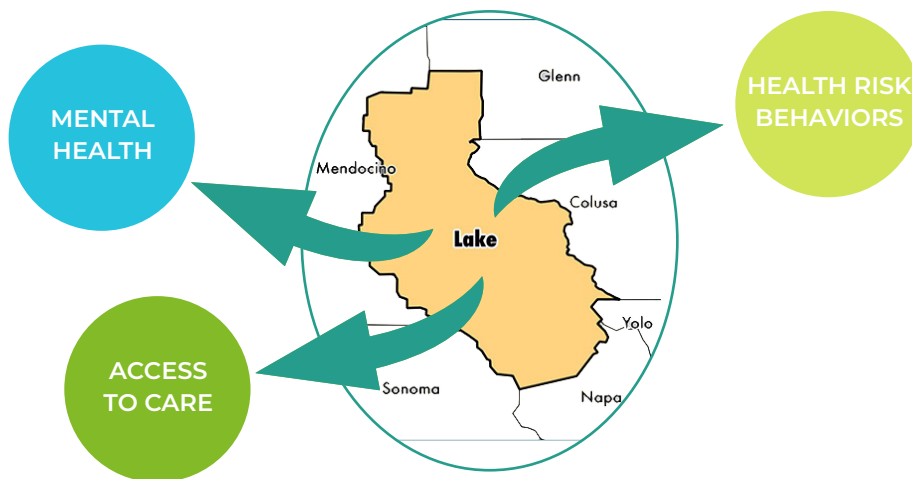 MENTAL
HEALTH
HEALTH RISK
BEHAVIORS
Glenn
Mendocino
Colusa
Lake
Yolo
ACCESS
TO CARE
Sonoma
Napa